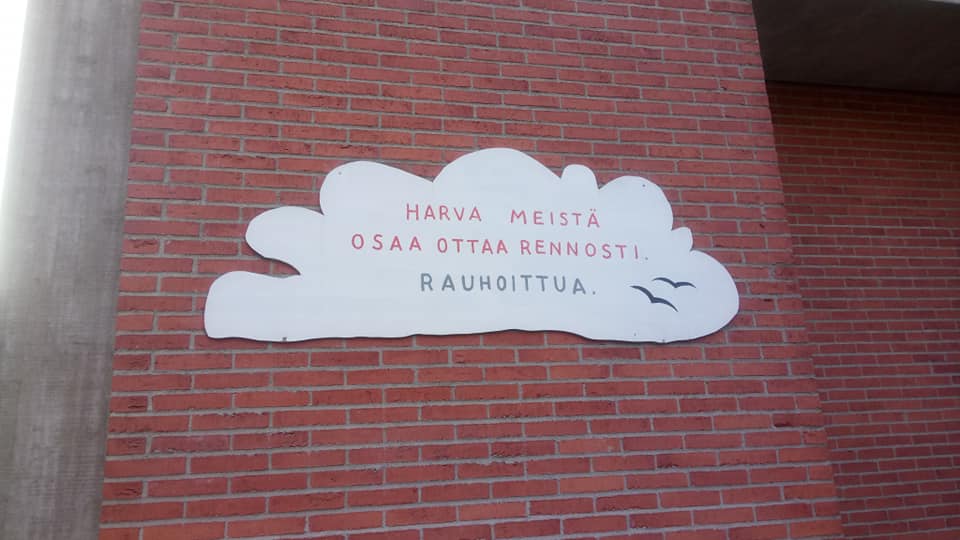 HARVA MEISTÄ
OSAA OTTAA RENNOSTI.
RAUHOITTUA.